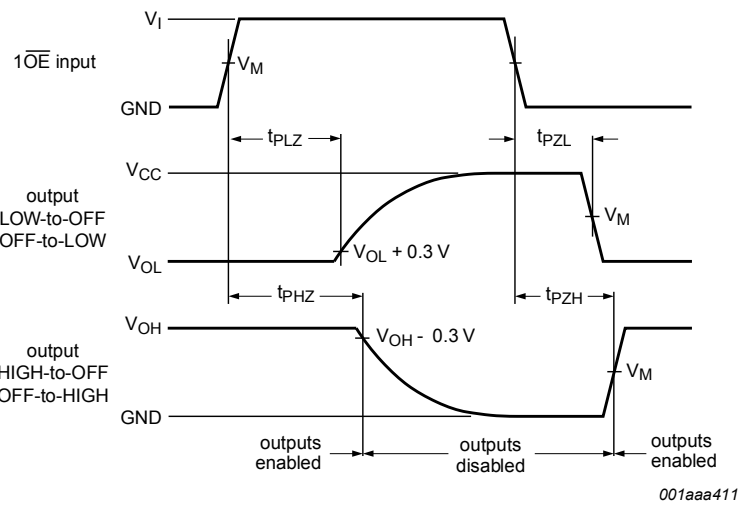 V_I
1O̅E̅ input
V_M
GND
t_PLZ
t_PZL
V_CC
output
LOW-to-OFF
OFF-to-LOW
V_M
V_OL + 0.3 V
V_OL
t_PHZ
t_PZH
V_OH
V_OH - 0.3 V
output
HIGH-to-OFF
OFF-to-HIGH
V_M
GND
outputs
enabled
outputs
disabled
outputs
enabled
001aaa411